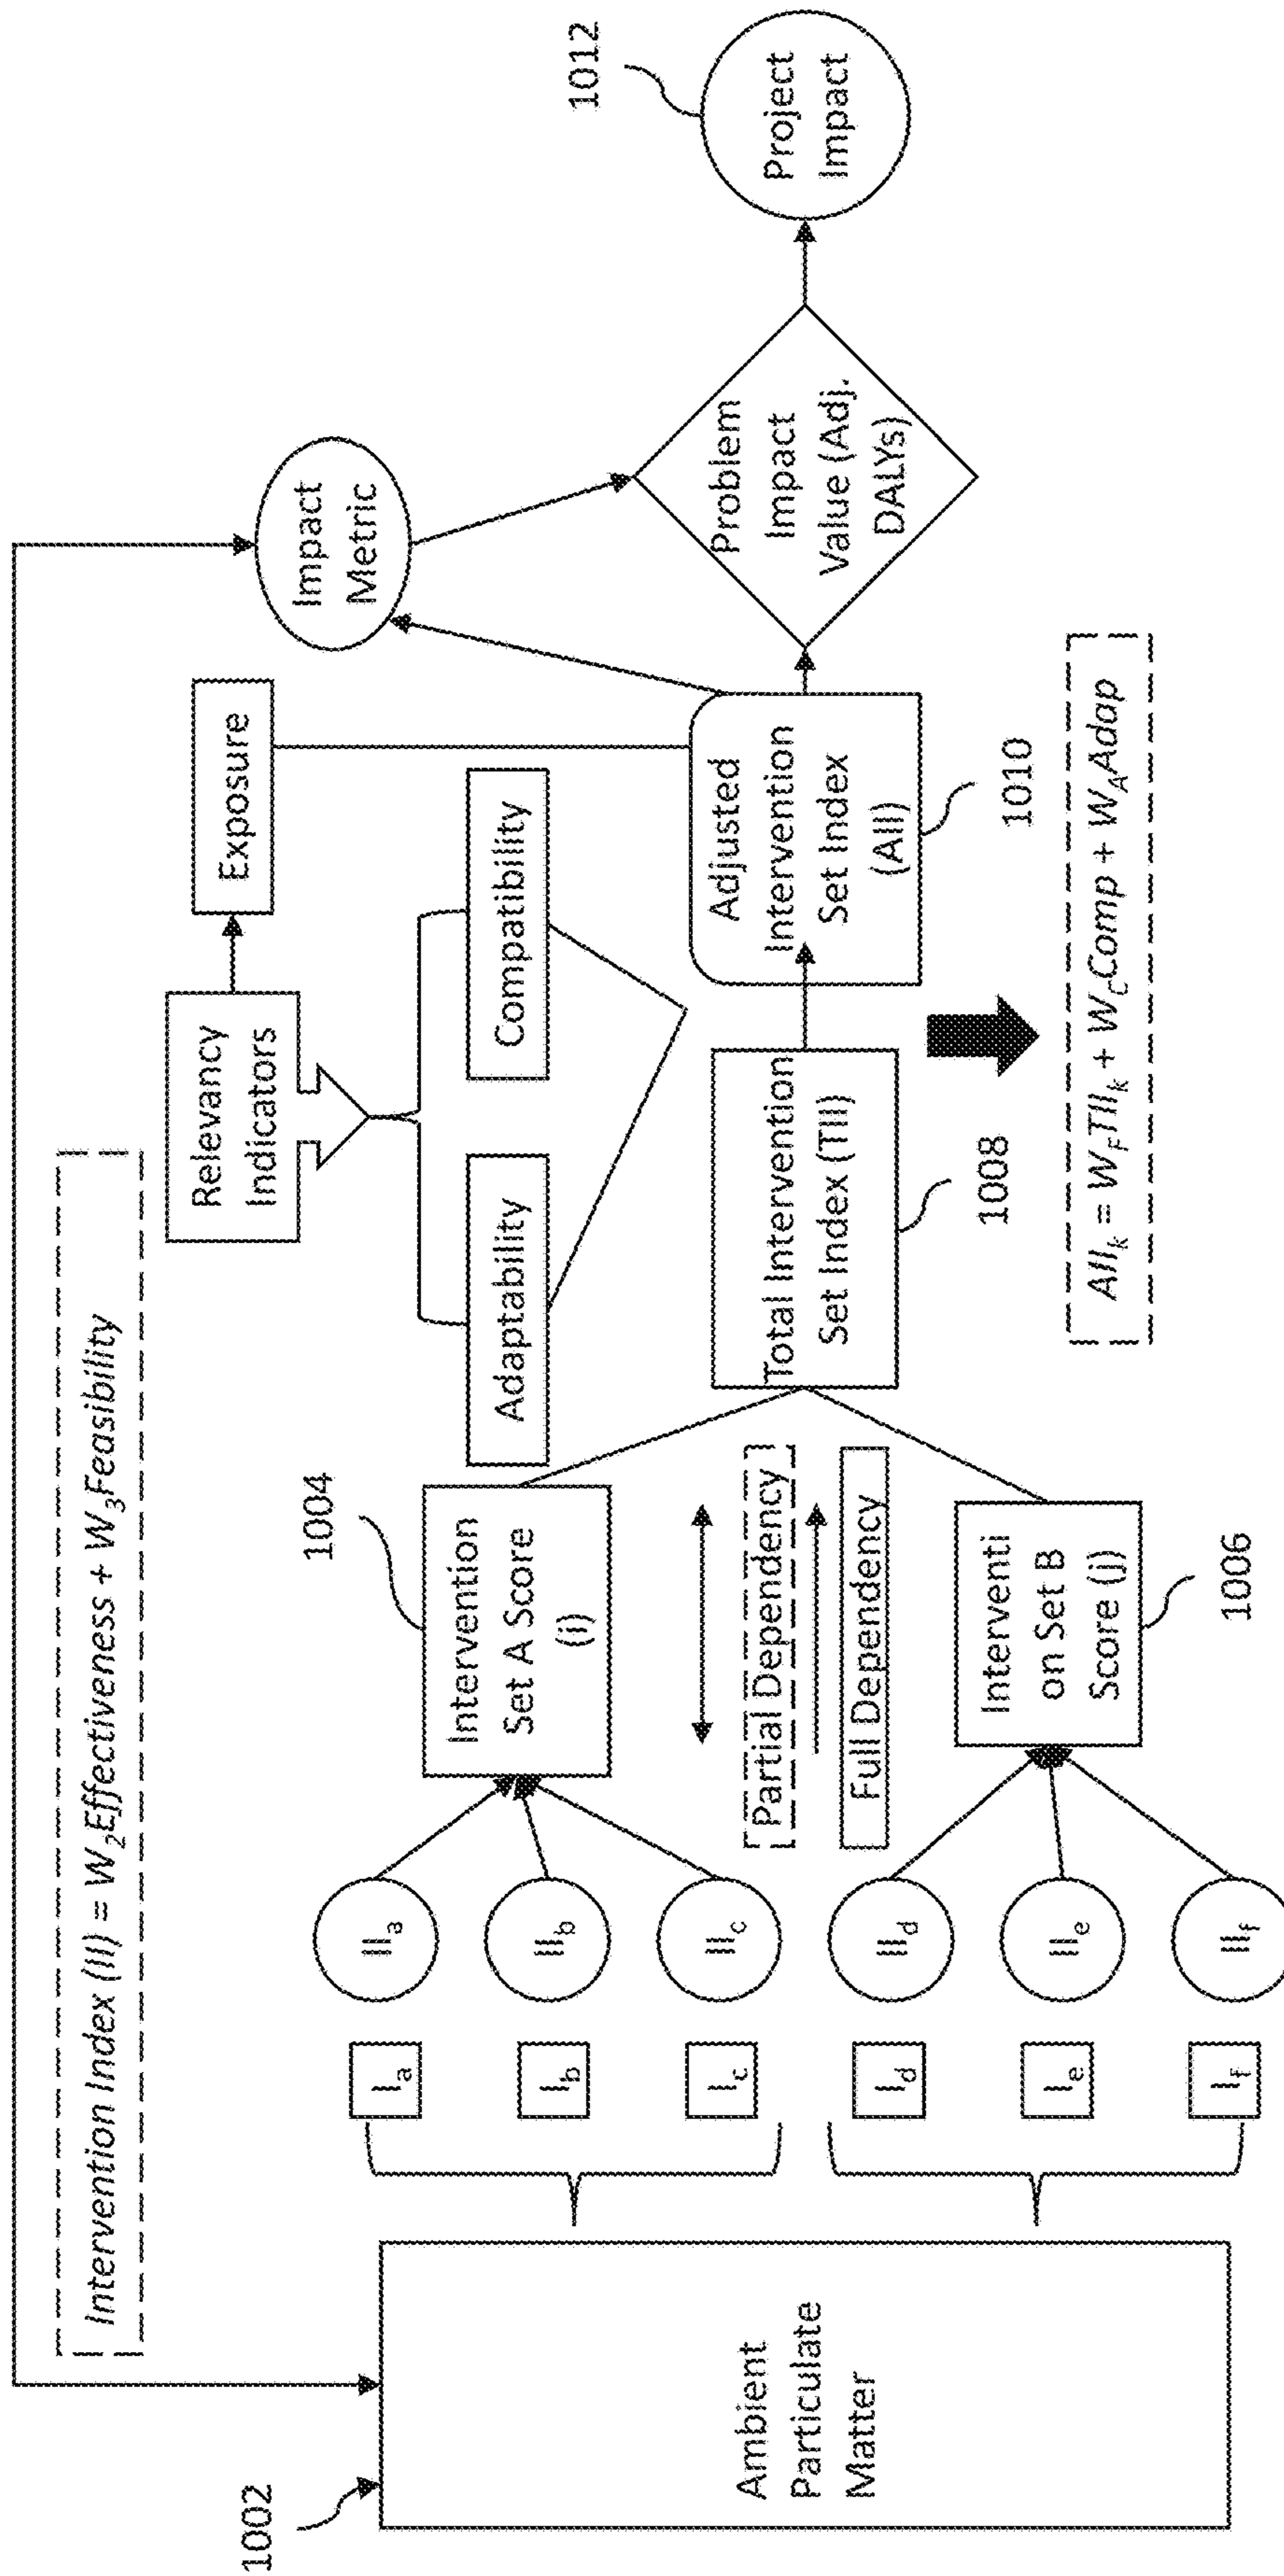 Intervention Index (II) = W2Effectiveness + W3Feasibility
1002
Ambient
Particulate
Matter
Ia
Ib
Ic
Id
Ie
If
IIa
IIb
IIc
IId
IIe
IIf
1004
Intervention
Set A Score
(i)
Partial Dependency
Full Dependency
Interventi
on Set B
Score (j)
1006
Relevancy
Indicators
Exposure
Adaptability
Compatibility
Total Intervention
Set Index (TII)
1008
Adjusted
Intervention
Set Index
(AII)
1010
AIIk = WFTIIk + WCComp + WAAdap
Impact
Metric
Problem
Impact
Value (Adj.
DALYs)
Project
Impact
1012